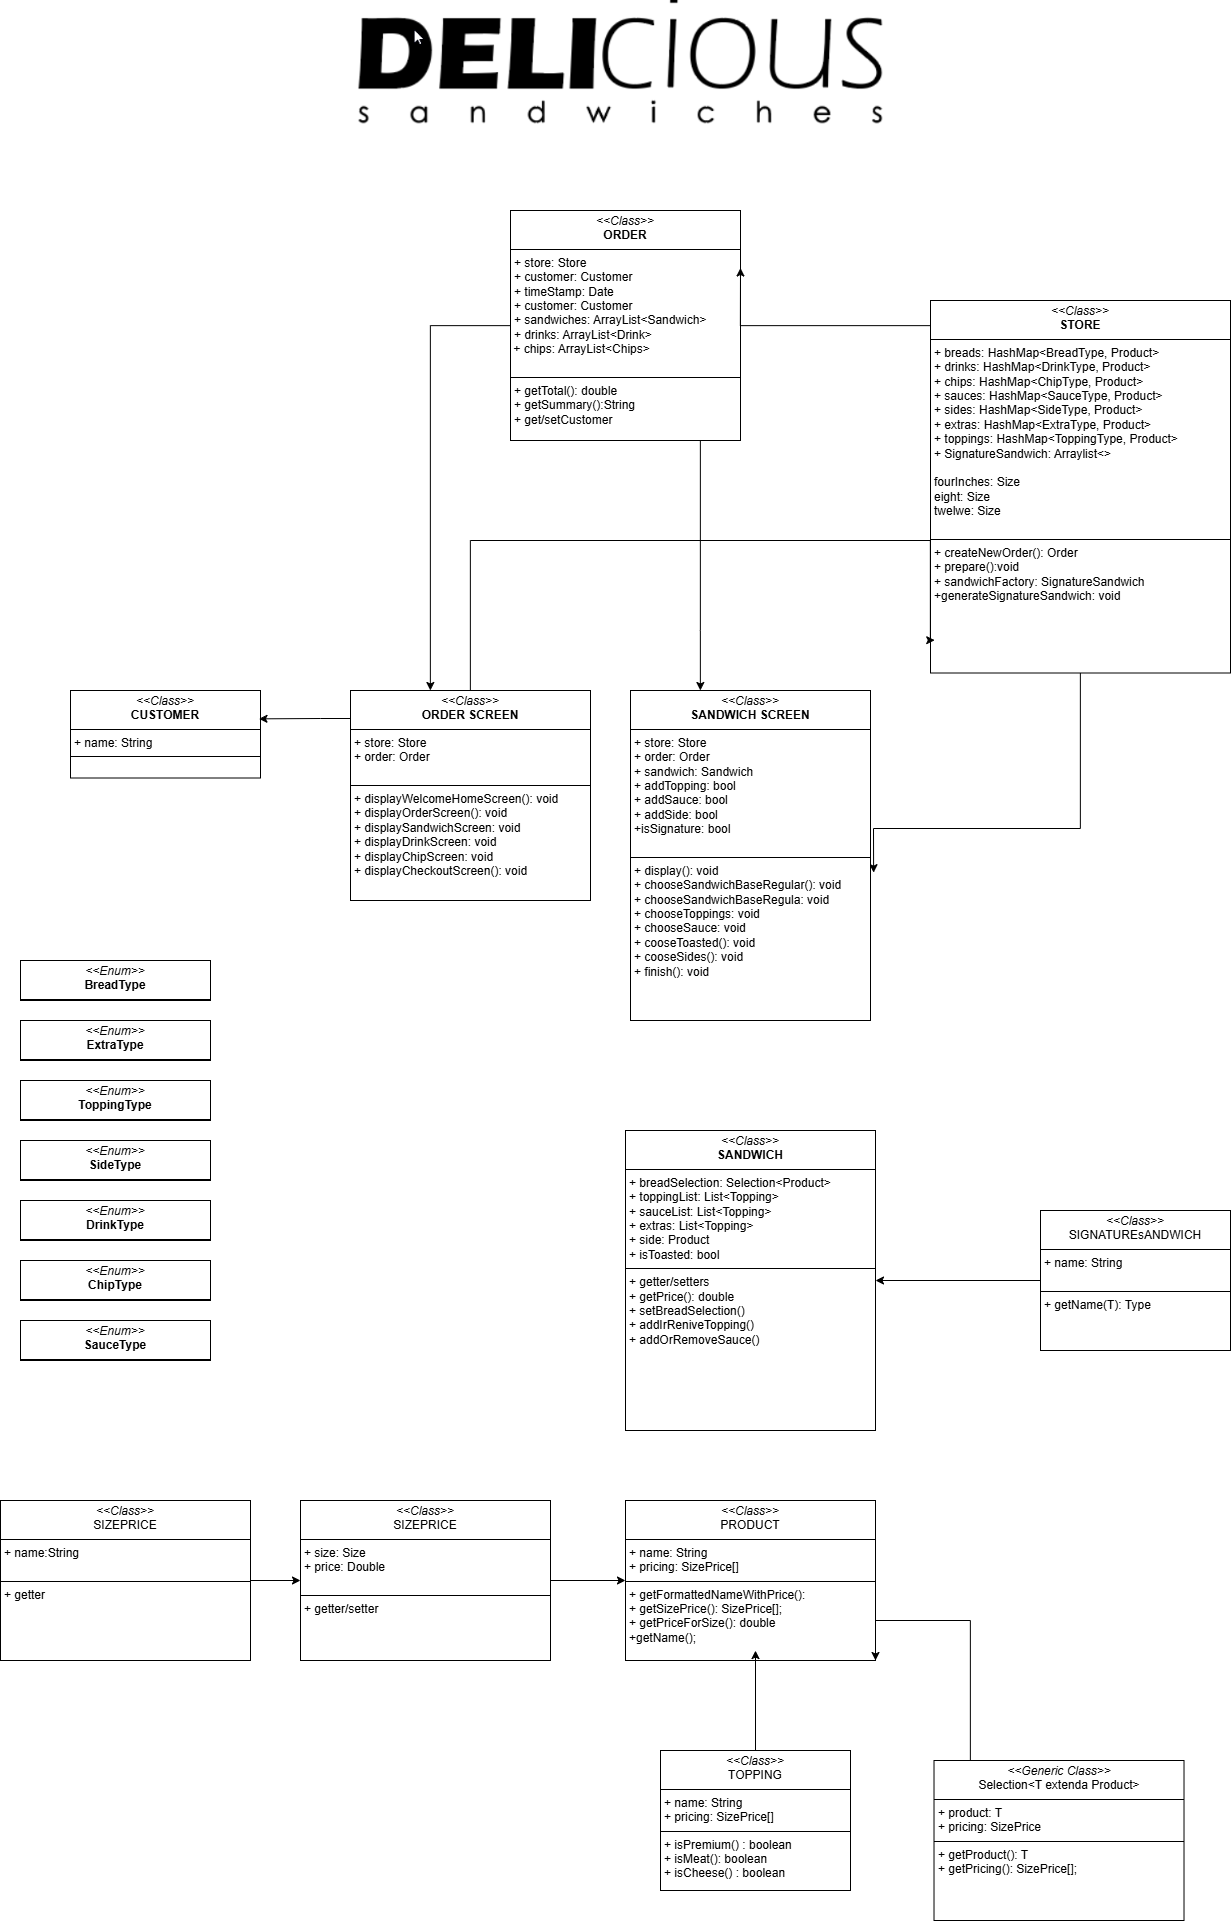 DELICIOUS
sandwiches
<<Class>>
ORDER
+ store: Store
+ customer: Customer
+ timeStamp: Date
+ customer: Customer
+ sandwiches: ArrayList<Sandwich>
+ drinks: ArrayList<Drink>
+ chips: ArrayList<Chips>
+ getTotal(): double
+ getSummary():String
+ get/setCustomer
<<Class>>
STORE
+ breads: HashMap<BreadType, Product>
+ drinks: HashMap<DrinkType, Product>
+ chips: HashMap<ChipType, Product>
+ sauces: HashMap<SauceType, Product>
+ sides: HashMap<SideType, Product>
+ extras: HashMap<ExtraType, Product>
+ toppings: HashMap<ToppingType, Product>
+ SignatureSandwich: Arraylist<>
fourInches: Size
eight: Size
twelwe: Size
+ createNewOrder(): Order
+ prepare():void
+ sandwichFactory: SignatureSandwich
+generateSignatureSandwich: void
<<Class>>
CUSTOMER
+ name: String
<<Class>>
ORDER SCREEN
+ store: Store
+ order: Order
+ displayWelcomeHomeScreen(): void
+ displayOrderScreen(): void
+ displaySandwichScreen: void
+ displayDrinkScreen: void
+ displayChipScreen: void
+ displayCheckoutScreen(): void
<<Class>>
SANDWICH SCREEN
+ store: Store
+ order: Order
+ sandwich: Sandwich
+ addTopping: bool
+ addSauce: bool
+ addSide: bool
+isSignature: bool
+ display(): void
+ chooseSandwichBaseRegular(): void
+ chooseSandwichBaseRegula: void
+ chooseToppings: void
+ chooseSauce: void
+ cooseToasted(): void
+ cooseSides(): void
+ finish(): void
<<Enum>>
BreadType
<<Enum>>
ExtraType
<<Enum>>
ToppingType
<<Enum>>
SideType
<<Enum>>
DrinkType
<<Enum>>
ChipType
<<Enum>>
SauceType
<<Class>>
SANDWICH
+ breadSelection: Selection<Product>
+ toppingList: List<Topping>
+ sauceList: List<Topping>
+ extras: List<Topping>
+ side: Product
+ isToasted: bool
+ getter/setters
+ getPrice(): double
+ setBreadSelection()
+ addIrReniveTopping()
+ addOrRemoveSauce()
<<Class>>
SIGNATUREsANDWICH
+ name: String
+ getName(T): Type
<<Class>>
SIZEPRICE
+ name:String
+ getter
<<Class>>
SIZEPRICE
+ size: Size
+ price: Double
+ getter/setter
<<Class>>
PRODUCT
+ name: String
+ pricing: SizePrice[]
+ getFormattedNameWithPrice():
+ getSizePrice(): SizePrice[];
+ getPriceForSize(): double
+getName();
<<Class>>
TOPPING
+ name: String
+ pricing: SizePrice[]
+ isPremium() : boolean
+ isMeat(): boolean
+ isCheese() : boolean
<<Generic Class>>
Selection<T extenda Product>
+ product: T
+ pricing: SizePrice
+ getProduct(): T
+ getPricing(): SizePrice[];